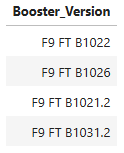 Booster_Version
F9 FT B1022
F9 FT B1026
F9 FT B1021.2
F9 FT B1031.2